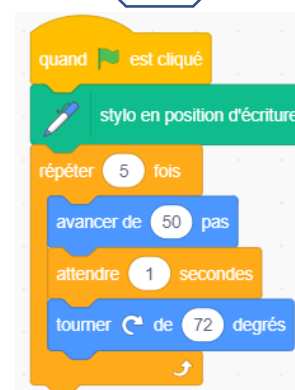 quand est cliqué
stylo en position d'écriture
répéter 5 fois
avancer de 50 pas
attendre 1 secondes
tourner de 72 degrés